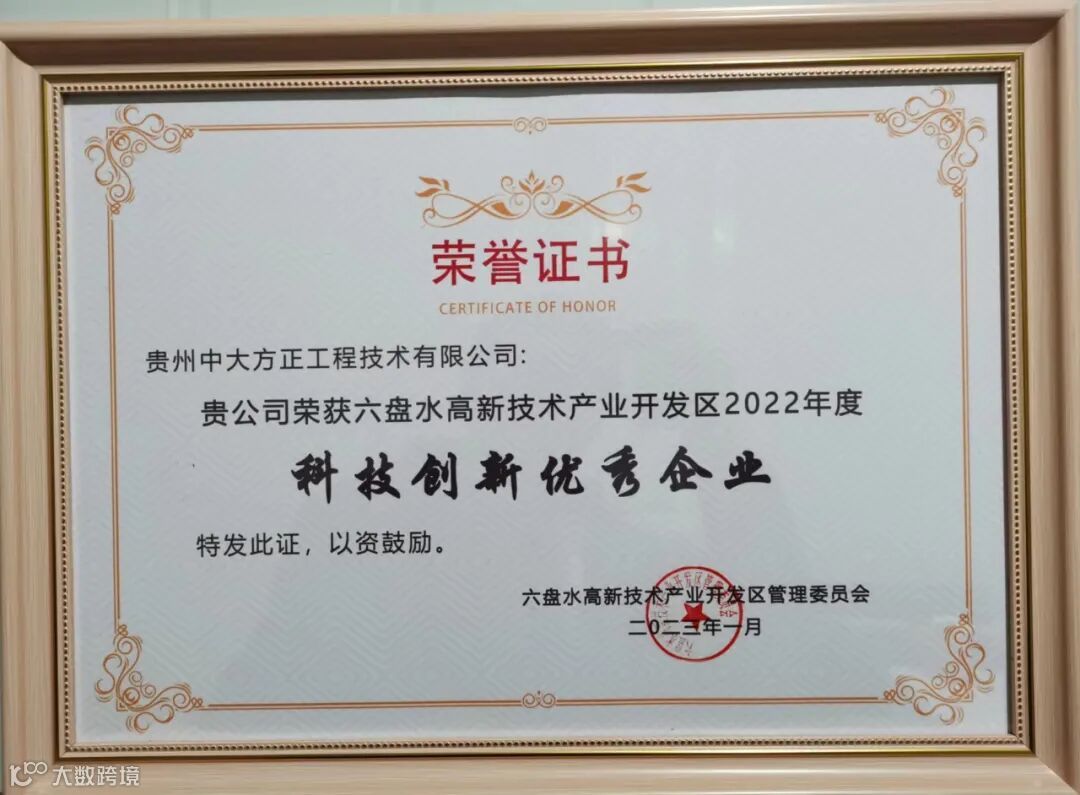 荣誉证书
CERTIFICATE OF HONOR
贵州中大方正工程技术有限公司:
贵公司荣获六盘水高新技术产业开发区2022年度
科技创新优秀企业
特发此证，以资鼓励。
六盘水高新技术产业开发区管理委员会
二〇二三年一月
大数跨境